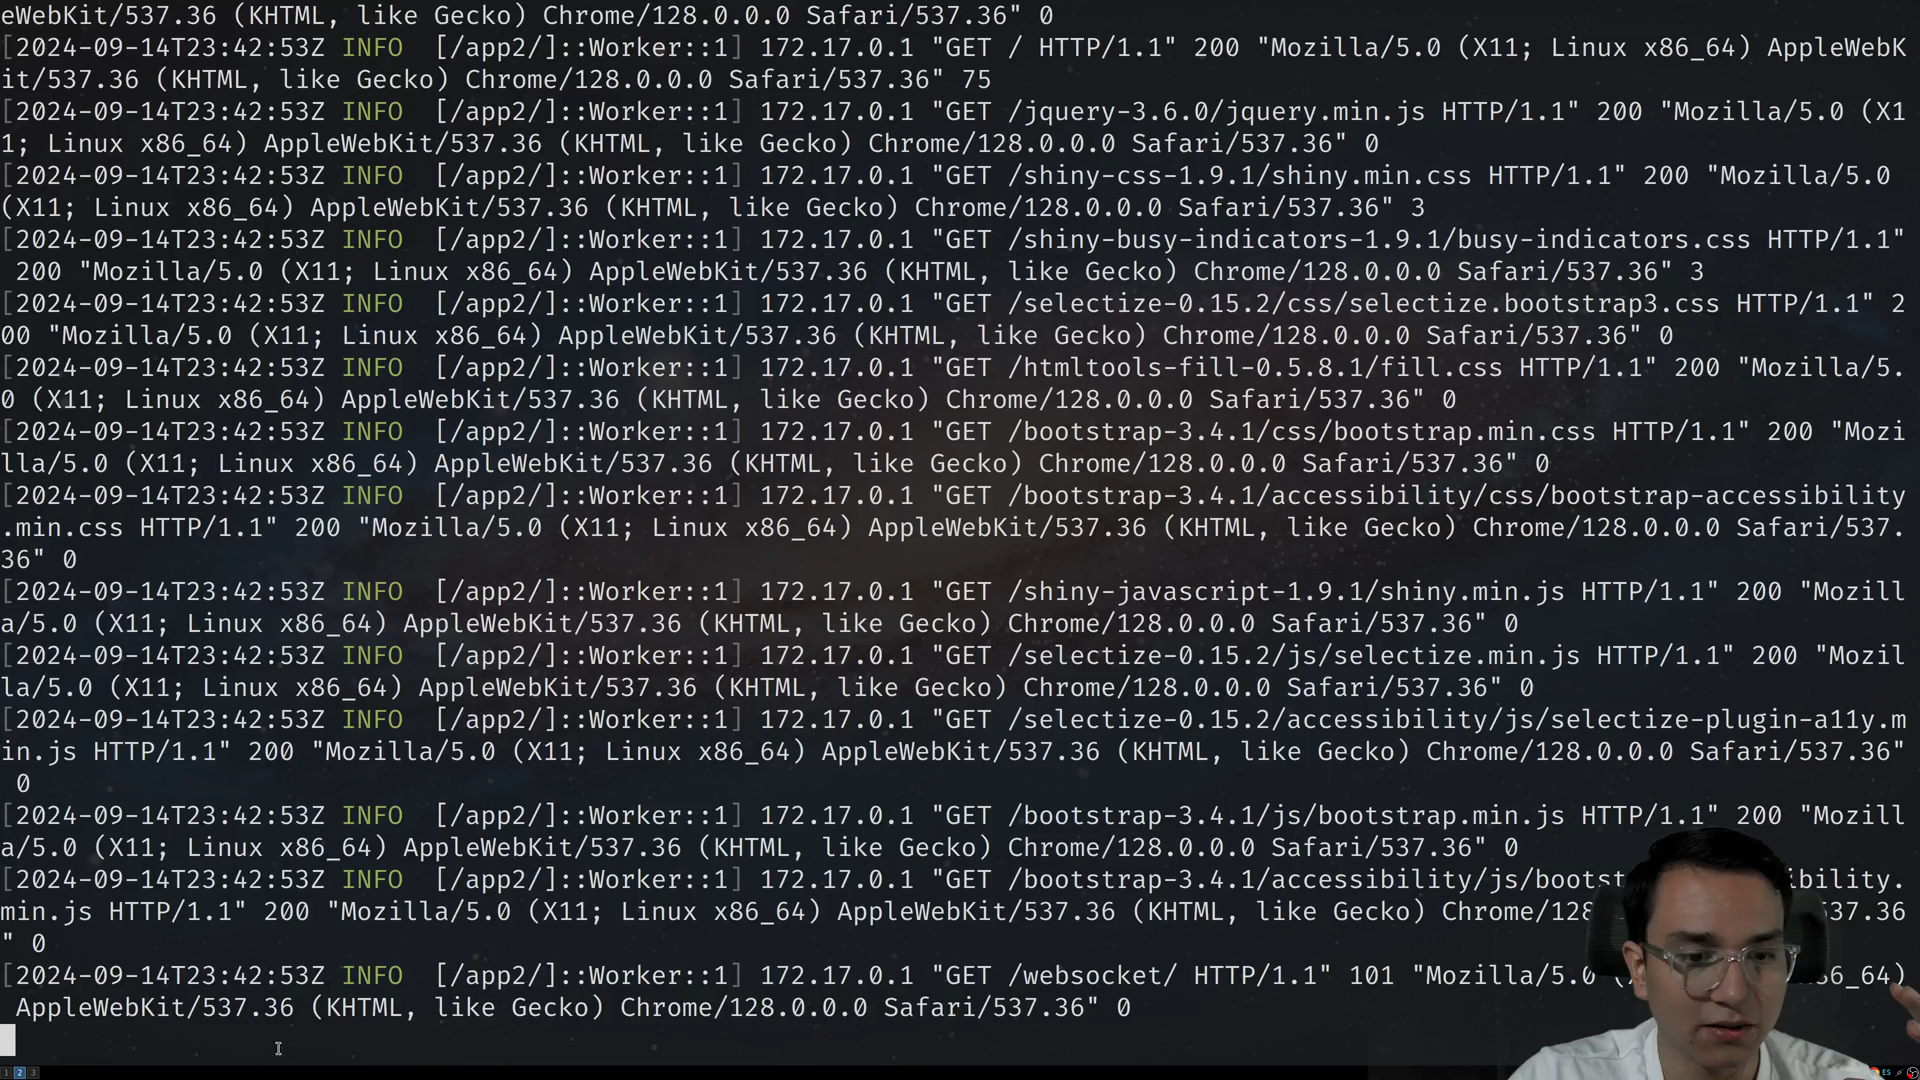 eWebKit/537.36 (KHTML, like Gecko) Chrome/128.0.0.0 Safari/537.36" 0
[2024-09-14T23:42:53Z INFO  [/app2/]::Worker::1] 172.17.0.1 "GET / HTTP/1.1" 200 "Mozilla/5.0 (X11; Linux x86_64) AppleWebK
it/537.36 (KHTML, like Gecko) Chrome/128.0.0.0 Safari/537.36" 75
[2024-09-14T23:42:53Z INFO  [/app2/]::Worker::1] 172.17.0.1 "GET /jquery-3.6.0/jquery.min.js HTTP/1.1" 200 "Mozilla/5.0 (X1
1; Linux x86_64) AppleWebKit/537.36 (KHTML, like Gecko) Chrome/128.0.0.0 Safari/537.36" 0
[2024-09-14T23:42:53Z INFO  [/app2/]::Worker::1] 172.17.0.1 "GET /shiny-css-1.9.1/shiny.min.css HTTP/1.1" 200 "Mozilla/5.0
(X11; Linux x86_64) AppleWebKit/537.36 (KHTML, like Gecko) Chrome/128.0.0.0 Safari/537.36" 3
[2024-09-14T23:42:53Z INFO  [/app2/]::Worker::1] 172.17.0.1 "GET /shiny-busy-indicators-1.9.1/busy-indicators.css HTTP/1.1"
 200 "Mozilla/5.0 (X11; Linux x86_64) AppleWebKit/537.36 (KHTML, like Gecko) Chrome/128.0.0.0 Safari/537.36" 3
[2024-09-14T23:42:53Z INFO  [/app2/]::Worker::1] 172.17.0.1 "GET /selectize-0.15.2/css/selectize.bootstrap3.css HTTP/1.1" 2
00 "Mozilla/5.0 (X11; Linux x86_64) AppleWebKit/537.36 (KHTML, like Gecko) Chrome/128.0.0.0 Safari/537.36" 0
[2024-09-14T23:42:53Z INFO  [/app2/]::Worker::1] 172.17.0.1 "GET /htmltools-fill-0.5.8.1/fill.css HTTP/1.1" 200 "Mozilla/5.
0 (X11; Linux x86_64) AppleWebKit/537.36 (KHTML, like Gecko) Chrome/128.0.0.0 Safari/537.36" 0
[2024-09-14T23:42:53Z INFO  [/app2/]::Worker::1] 172.17.0.1 "GET /bootstrap-3.4.1/css/bootstrap.min.css HTTP/1.1" 200 "Mozi
lla/5.0 (X11; Linux x86_64) AppleWebKit/537.36 (KHTML, like Gecko) Chrome/128.0.0.0 Safari/537.36" 0
[2024-09-14T23:42:53Z INFO  [/app2/]::Worker::1] 172.17.0.1 "GET /bootstrap-3.4.1/accessibility/css/bootstrap-accessibility
.min.css HTTP/1.1" 200 "Mozilla/5.0 (X11; Linux x86_64) AppleWebKit/537.36 (KHTML, like Gecko) Chrome/128.0.0.0 Safari/537.
36" 0
[2024-09-14T23:42:53Z INFO  [/app2/]::Worker::1] 172.17.0.1 "GET /shiny-javascript-1.9.1/shiny.min.js HTTP/1.1" 200 "Mozill
a/5.0 (X11; Linux x86_64) AppleWebKit/537.36 (KHTML, like Gecko) Chrome/128.0.0.0 Safari/537.36" 0
[2024-09-14T23:42:53Z INFO  [/app2/]::Worker::1] 172.17.0.1 "GET /selectize-0.15.2/js/selectize.min.js HTTP/1.1" 200 "Mozil
la/5.0 (X11; Linux x86_64) AppleWebKit/537.36 (KHTML, like Gecko) Chrome/128.0.0.0 Safari/537.36" 0
[2024-09-14T23:42:53Z INFO  [/app2/]::Worker::1] 172.17.0.1 "GET /selectize-0.15.2/accessibility/js/selectize-plugin-a11y.m
in.js HTTP/1.1" 200 "Mozilla/5.0 (X11; Linux x86_64) AppleWebKit/537.36 (KHTML, like Gecko) Chrome/128.0.0.0 Safari/537.36"
 0
[2024-09-14T23:42:53Z INFO  [/app2/]::Worker::1] 172.17.0.1 "GET /bootstrap-3.4.1/js/bootstrap.min.js HTTP/1.1" 200 "Mozill
a/5.0 (X11; Linux x86_64) AppleWebKit/537.36 (KHTML, like Gecko) Chrome/128.0.0.0 Safari/537.36" 0
[2024-09-14T23:42:53Z INFO  [/app2/]::Worker::1] 172.17.0.1 "GET /bootstrap-3.4.1/accessibility/js/bootst ibility.
min.js HTTP/1.1" 200 "Mozilla/5.0 (X11; Linux x86_64) AppleWebKit/537.36 (KHTML, like Gecko) Chrome/128 537.36
" 0
[2024-09-14T23:42:53Z INFO  [/app2/]::Worker::1] 172.17.0.1 "GET /websocket/ HTTP/1.1" 101 "Mozilla/5.0 ( 86_64)
 AppleWebKit/537.36 (KHTML, like Gecko) Chrome/128.0.0.0 Safari/537.36" 0
1 2 3 ES